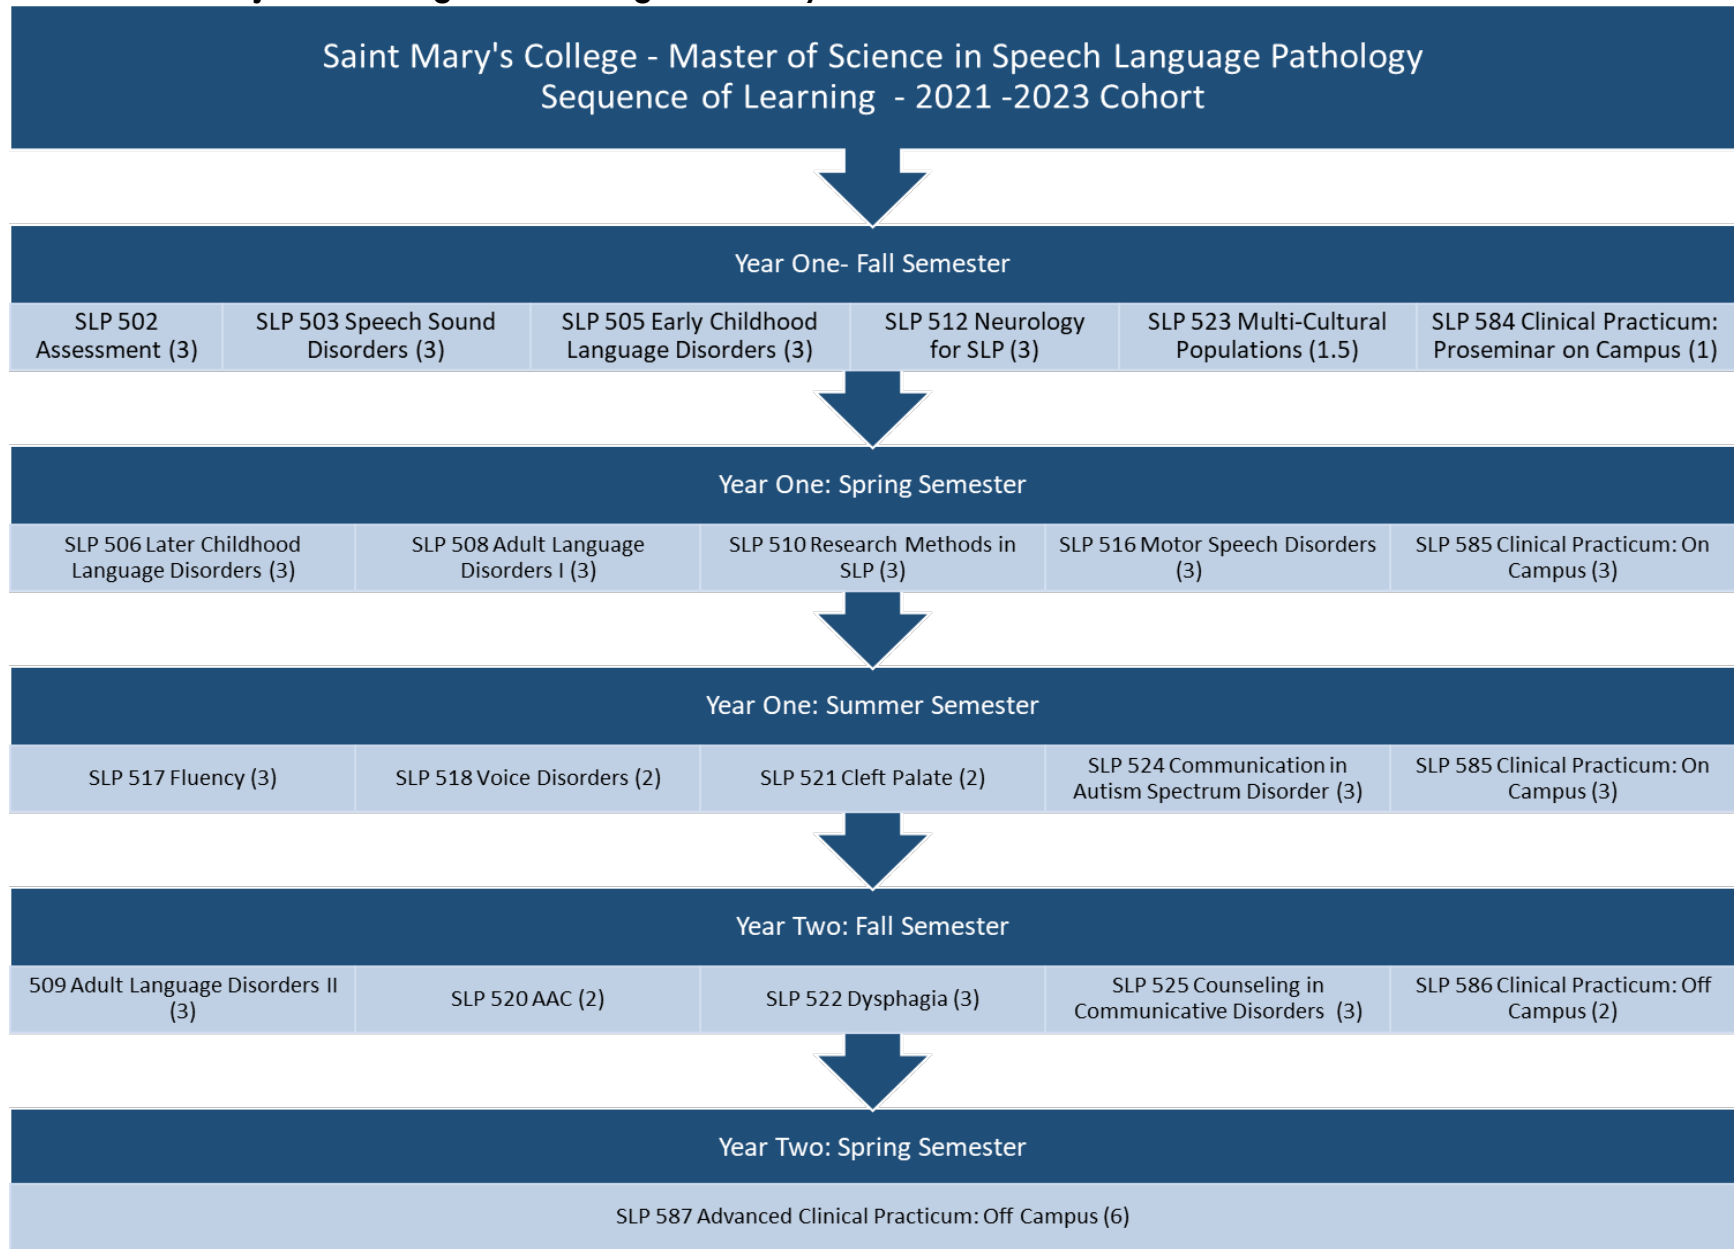 Saint Mary's College - Master of Science in Speech Language Pathology
Sequence of Learning - 2021 -2023 Cohort
Year One- Fall Semester
SLP 502
Assessment (3)
SLP 503 Speech Sound
Disorders (3)
SLP 505 Early Childhood
Language Disorders (3)
SLP 512 Neurology
for SLP (3)
SLP 523 Multi-Cultural
Populations (1.5)
SLP 584 Clinical Practicum:
Proseminar on Campus (1)
Year One: Spring Semester
SLP 506 Later Childhood
Language Disorders (3)
SLP 508 Adult Language
Disorders I (3)
SLP 510 Research Methods in
SLP (3)
SLP 516 Motor Speech Disorders
(3)
SLP 585 Clinical Practicum: On
Campus (3)
Year One: Summer Semester
SLP 517 Fluency (3)
SLP 518 Voice Disorders (2)
SLP 521 Cleft Palate (2)
SLP 524 Communication in
Autism Spectrum Disorder (3)
SLP 585 Clinical Practicum: On
Campus (3)
Year Two: Fall Semester
509 Adult Language Disorders II
(3)
SLP 520 AAC (2)
SLP 522 Dysphagia (3)
SLP 525 Counseling in
Communicative Disorders (3)
SLP 586 Clinical Practicum: Off
Campus (2)
Year Two: Spring Semester
SLP 587 Advanced Clinical Practicum: Off Campus (6)